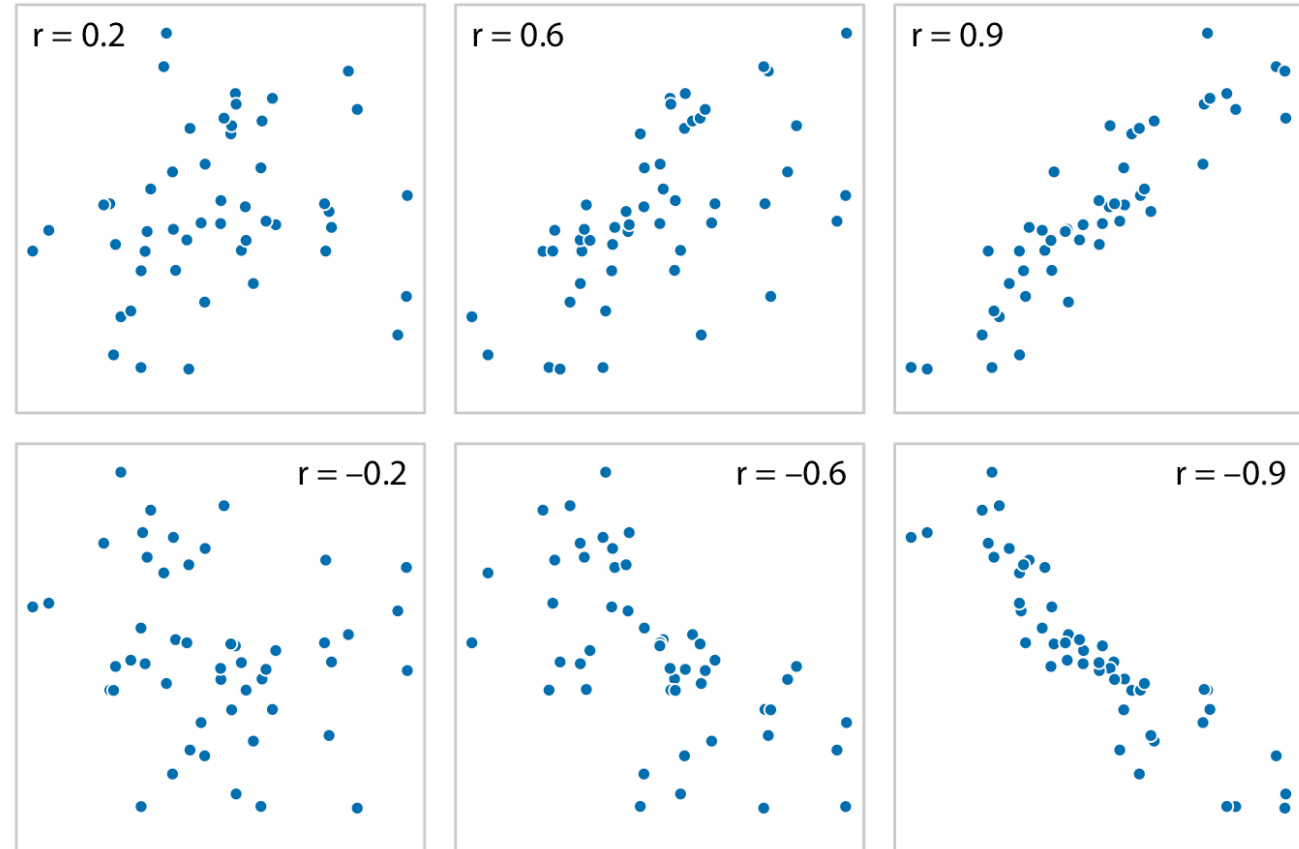 r = 0.2
r = 0.6
r = 0.9
r = –0.2
r = –0.6
r = –0.9